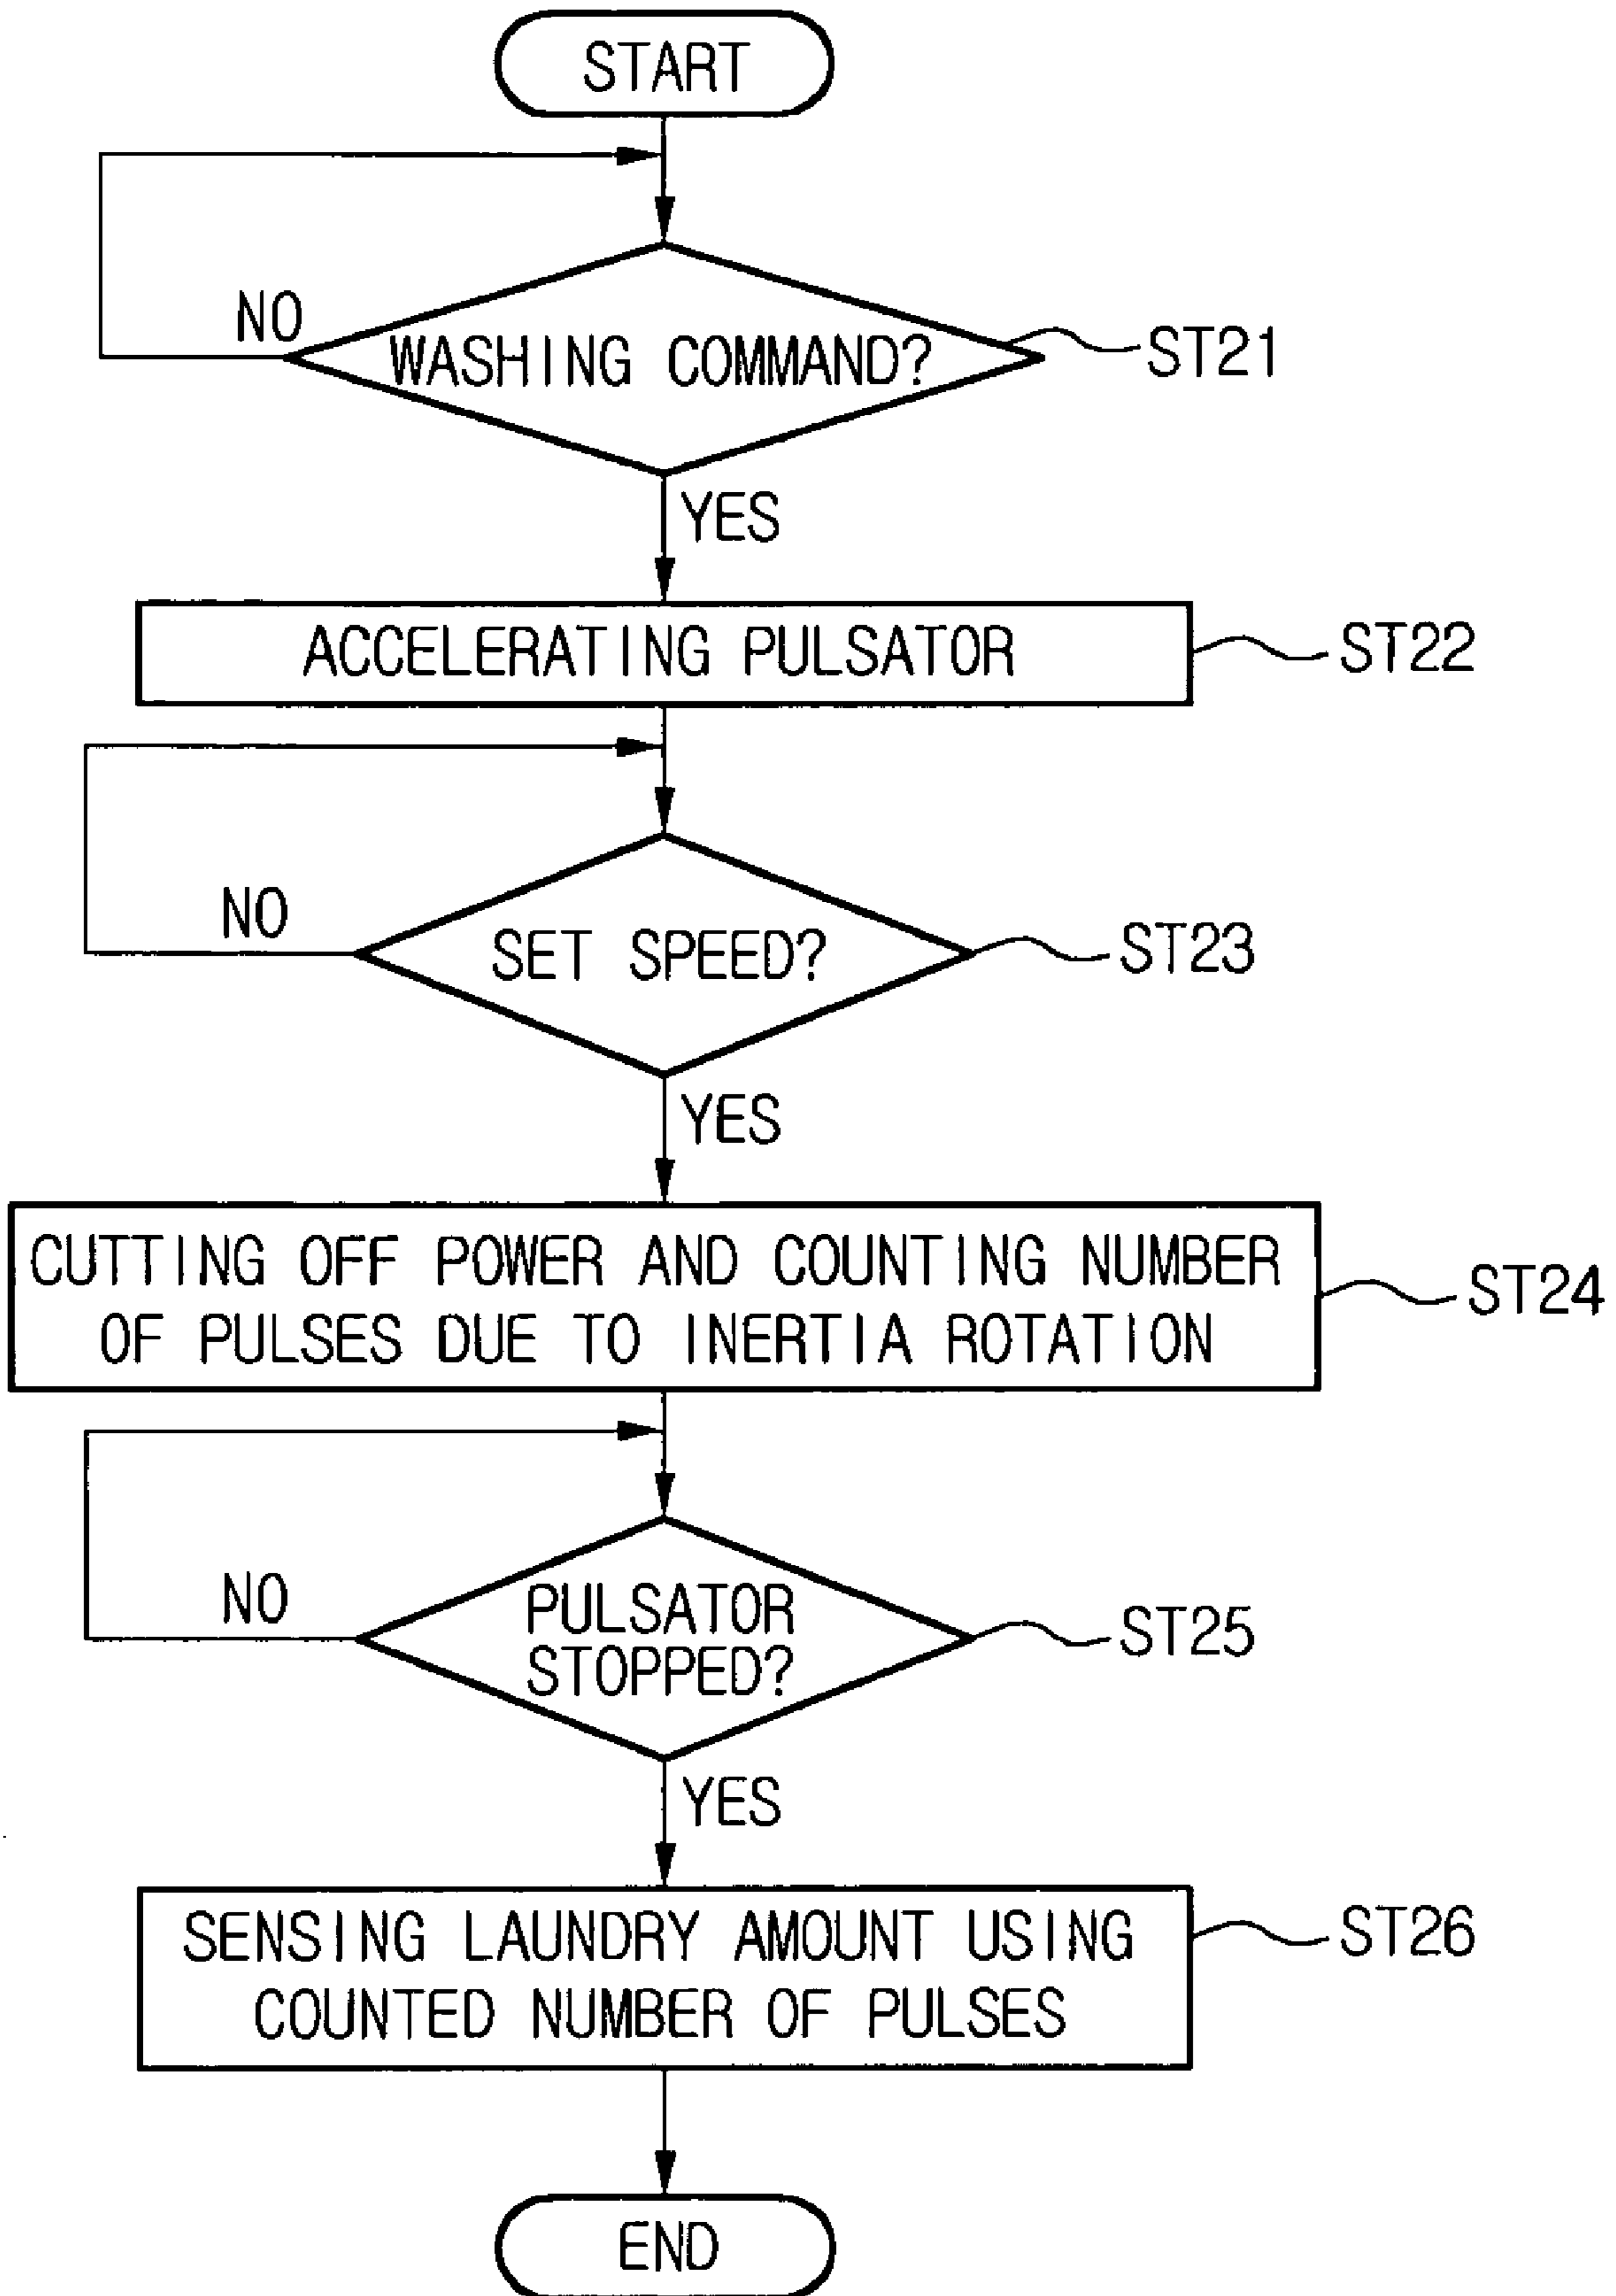 START
NO
WASHING COMMAND?
ST21
YES
ACCELERATING PULSATOR
ST22
NO
SET SPEED?
ST23
YES
CUTTING OFF POWER AND COUNTING NUMBER
OF PULSES DUE TO INERTIA ROTATION
ST24
NO
PULSATOR
STOPPED?
ST25
YES
SENSING LAUNDRY AMOUNT USING
COUNTED NUMBER OF PULSES
ST26
END